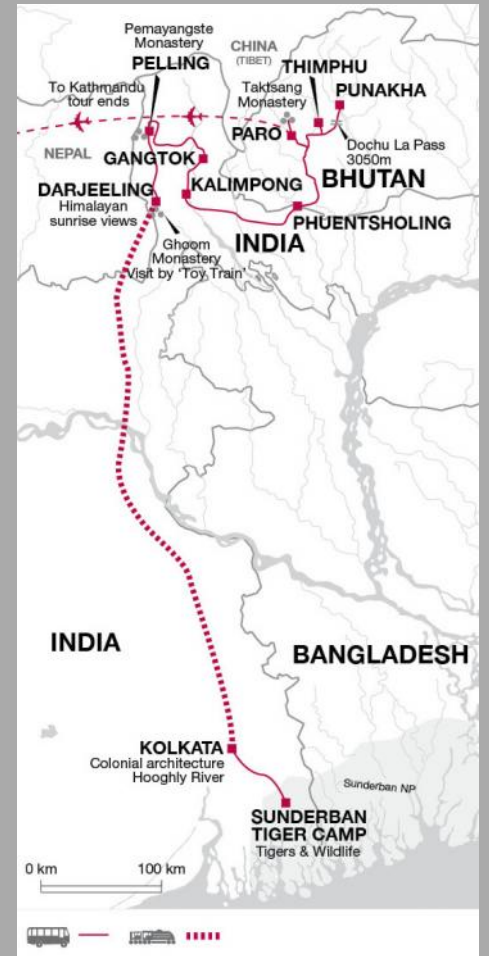 Pemayangste
Monastery
PELLING
CHINA
(TIBET)
THIMPHU
PUNAKHA
To Kathmandu
tour ends
Taktsang
Monastery
PARO
Dochu La Pass
3050m
NEPAL
GANGTOK
KALIMPONG
BHUTAN
DARJEELING
Himalayan
sunrise views
PHUENTSHOLING
INDIA
Ghoom
Monastery
Visit by 'Toy Train'
INDIA
BANGLADESH
KOLKATA
Colonial architecture
Hooghly River
Sunderban NP
SUNDERBAN
TIGER CAMP
Tigers & Wildlife
0 km
100 km